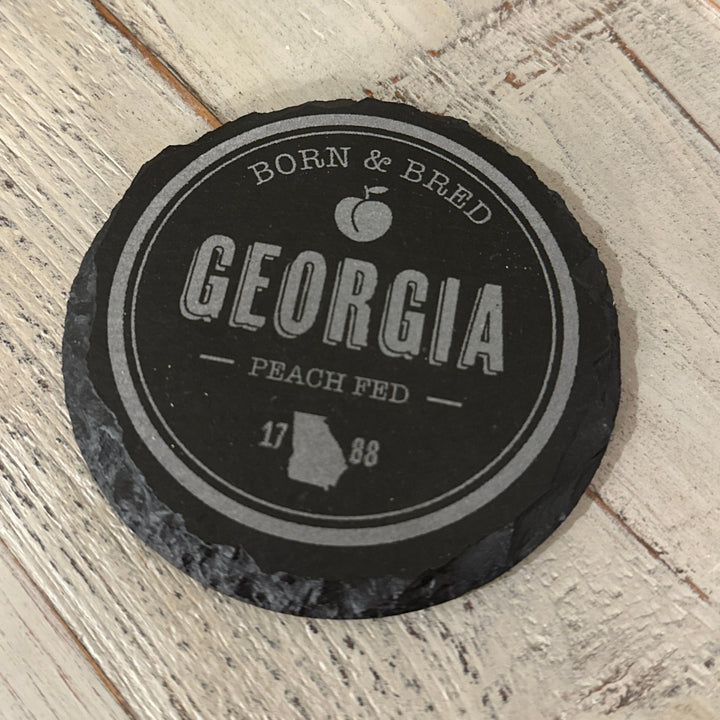 BORN & BRED
GEORGIA
PEACH FED
17 88